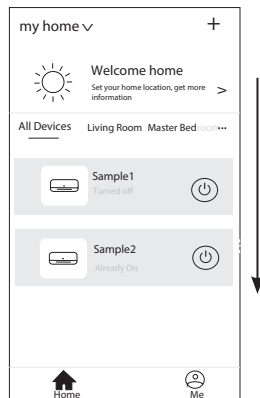 my home
Welcome home
Set your home location, get more
information
All Devices Living Room Master Bedroom
Sample1
Turned off
Sample2
Already On
Home
Me